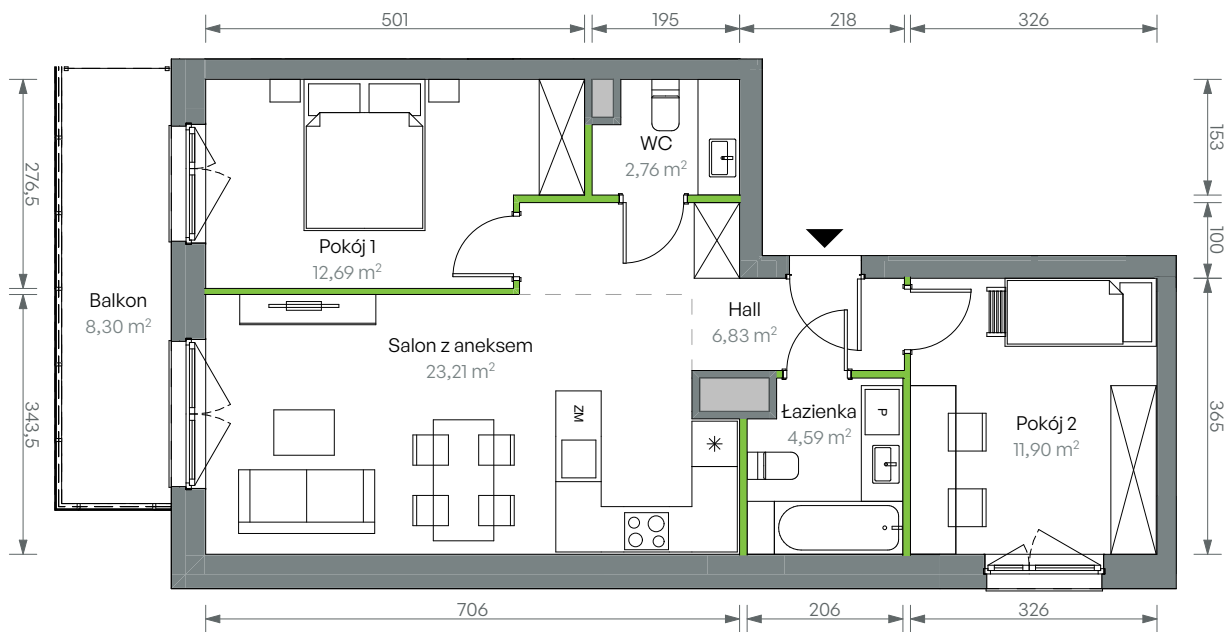 501
195
218
326
276,5
343,5
153
100
365
WC
2,76 m²
Pokój 1
12,69 m²
Balkon
8,30 m²
Hall
6,83 m²
Salon z aneksem
23,21 m²
ZM
Łazienka
4,59 m²
P
Pokój 2
11,90 m²
706
206
326